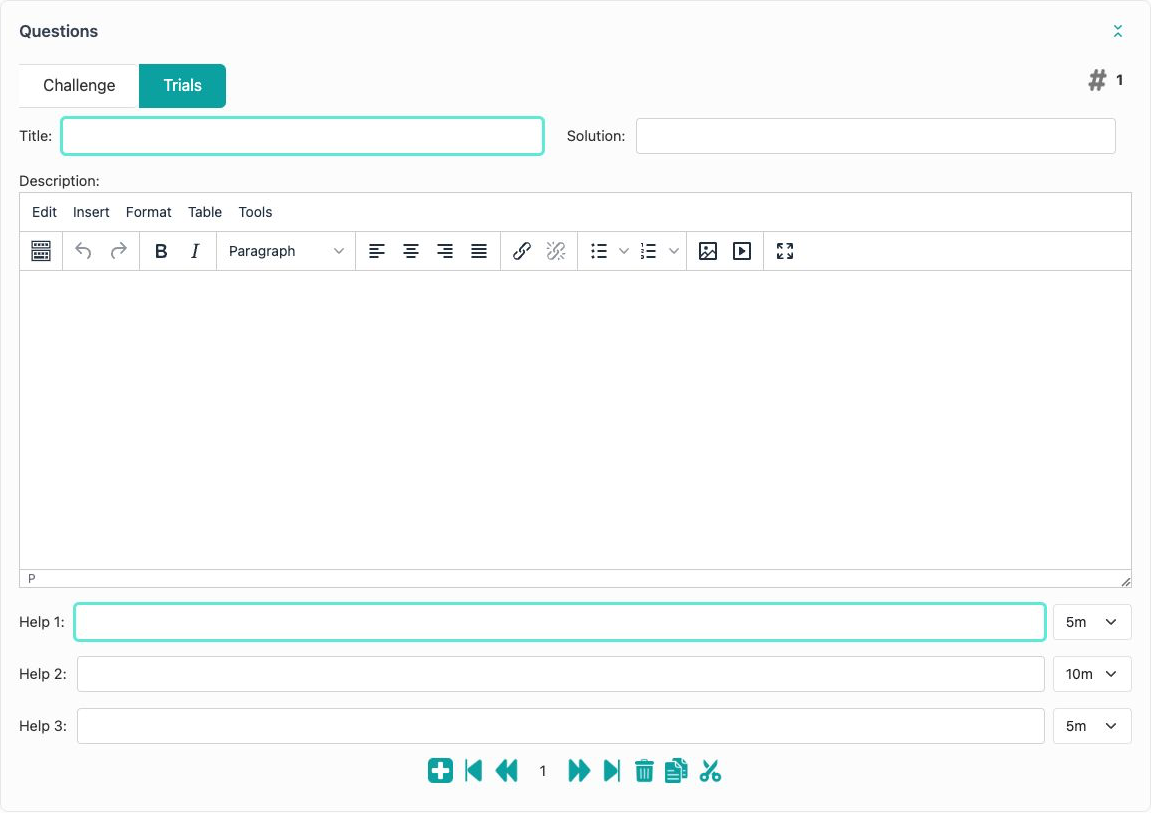 Questions
Challenge Trials # 1
Title: Solution:
Description:
Edit Insert Format Table Tools
B I Paragraph
P
Help 1: 5m
Help 2: 10m
Help 3: 5m
1